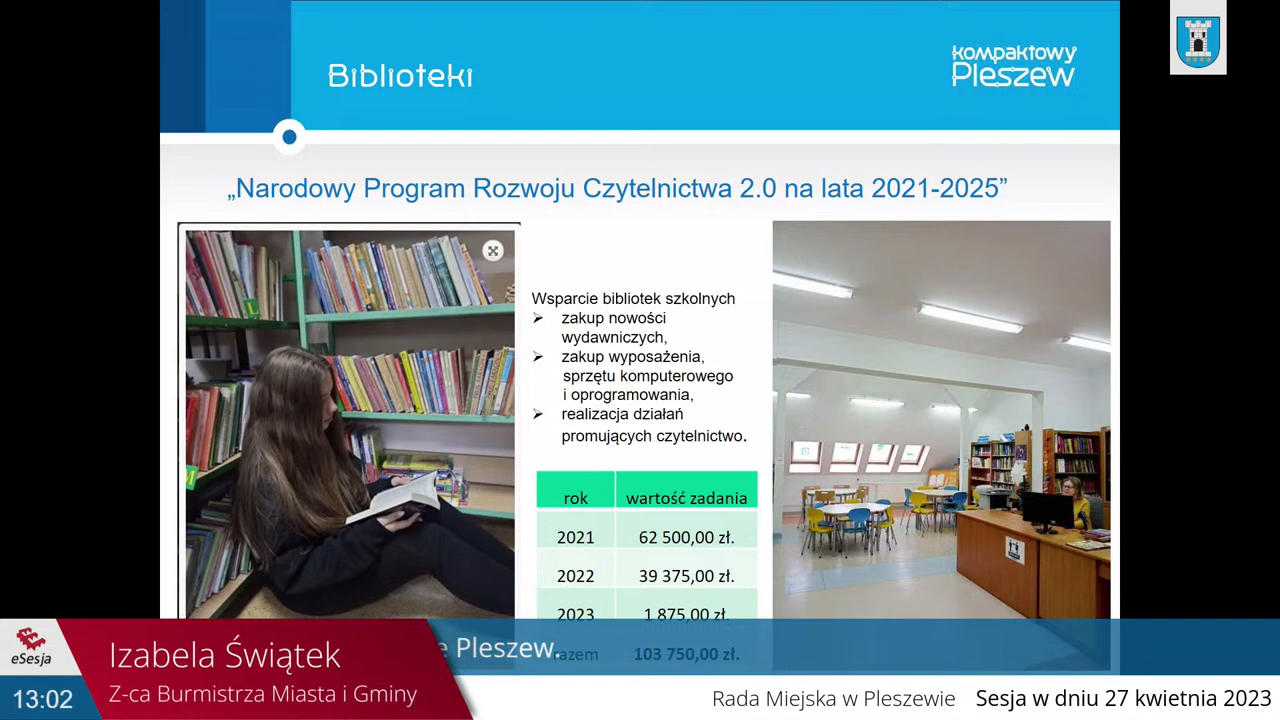 Biblioteki
kompaktowy
Pleszew
„Narodowy Program Rozwoju Czytelnictwa 2.0 na lata 2021-2025”
Wsparcie bibliotek szkolnych
➢ zakup nowości
wydawniczych,
➢ zakup wyposażenia,
sprzętu komputerowego
i oprogramowania,
➢ realizacja działań
promujących czytelnictwo.
rok wartość zadania
2021 62 500,00 zł.
2022 39 375,00 zł.
2023 1 875,00 zł.
razem 103 750,00 zł.
e Pleszew.
eSesja
Izabela Świątek
Z-ca Burmistrza Miasta i Gminy
13:02
Rada Miejska w Pleszewie Sesja w dniu 27 kwietnia 2023